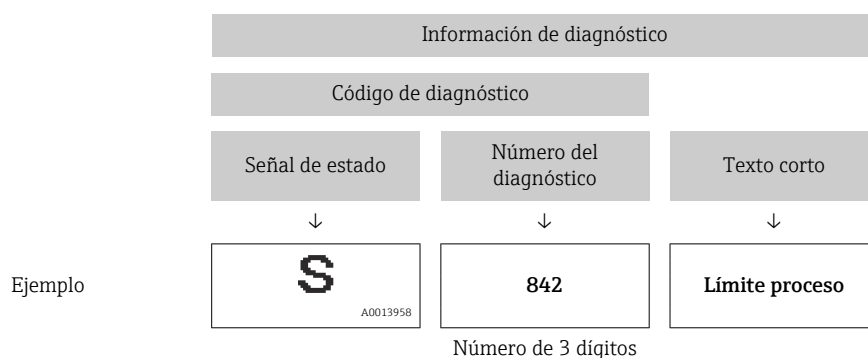 Información de diagnóstico
Código de diagnóstico
Señal de estado
Número del
diagnóstico
Texto corto
↓ ↓ ↓
Ejemplo
S
A0013958
842
Límite proceso
Número de 3 dígitos